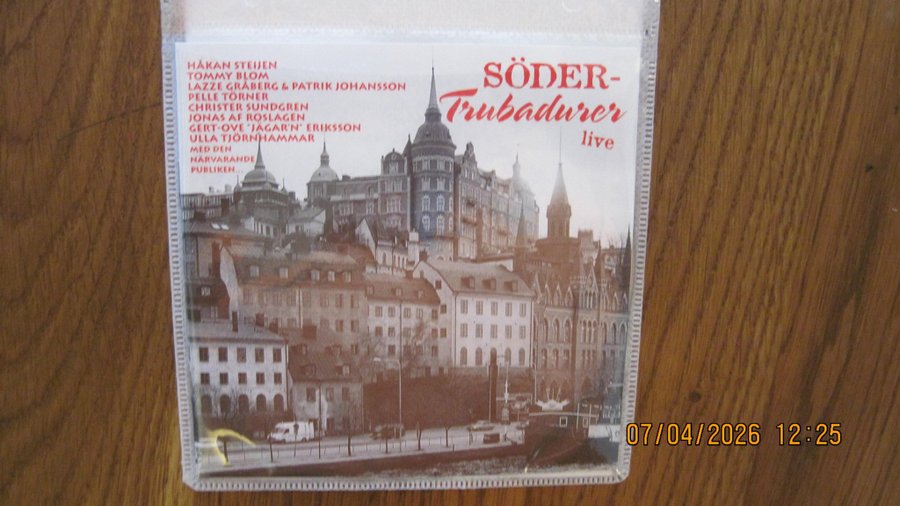 HÅKAN STEIJEN
TOMMY BLOM
LAZZE GRÅBERG & PATRIK JOHANSSON
PELLE TÖRNER
CHRISTER SUNDGREN
JONAS AF ROSLAGEN
GERT-OVE "JÄGAR'N" ERIKSSON
ULLA TJÖRNHAMMAR
MED DEN
NÄRVARANDE
PUBLIKEN...
SÖDER-
Trubadurer
live
07/04/2026 12:25